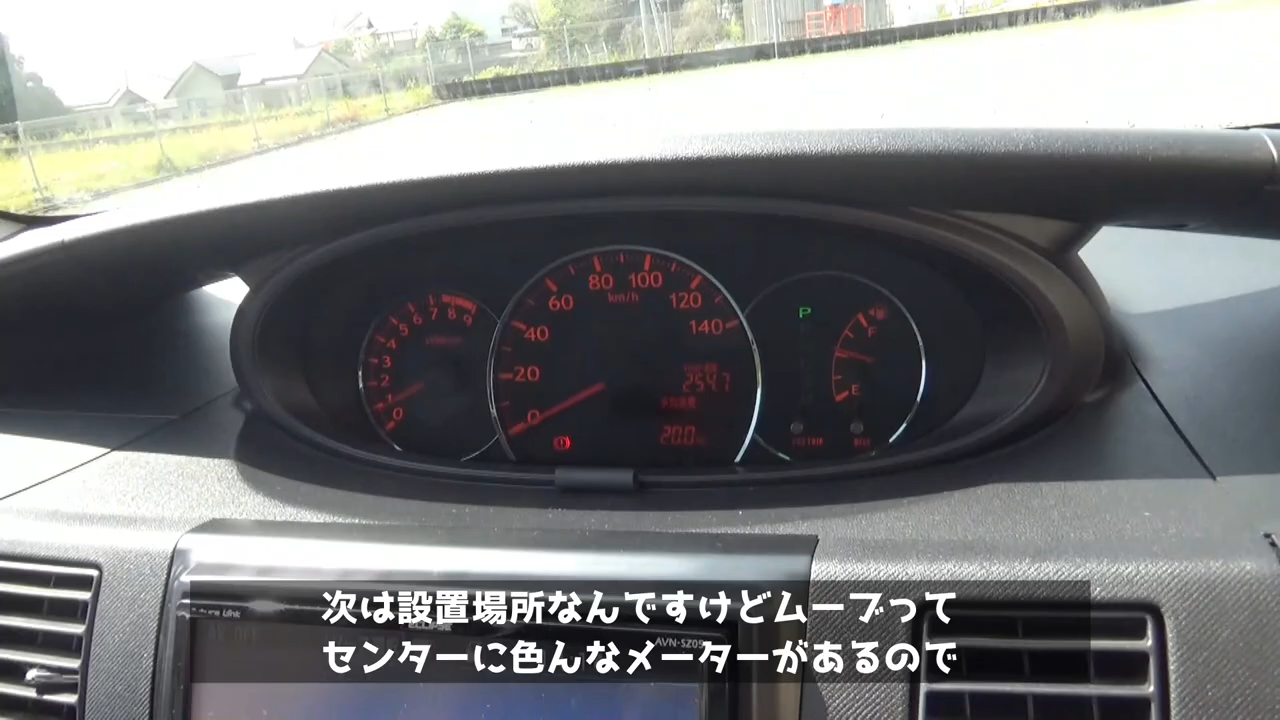 80 100
km/h
60 120
40 140
20
0
5 6 7 8 9
4
3
2
1
0
P
F
E
254.7
20.0
ECLIPSE
AVN-SZ05
次は設置場所なんですけどムーブって
センターに色んなメーターがあるので